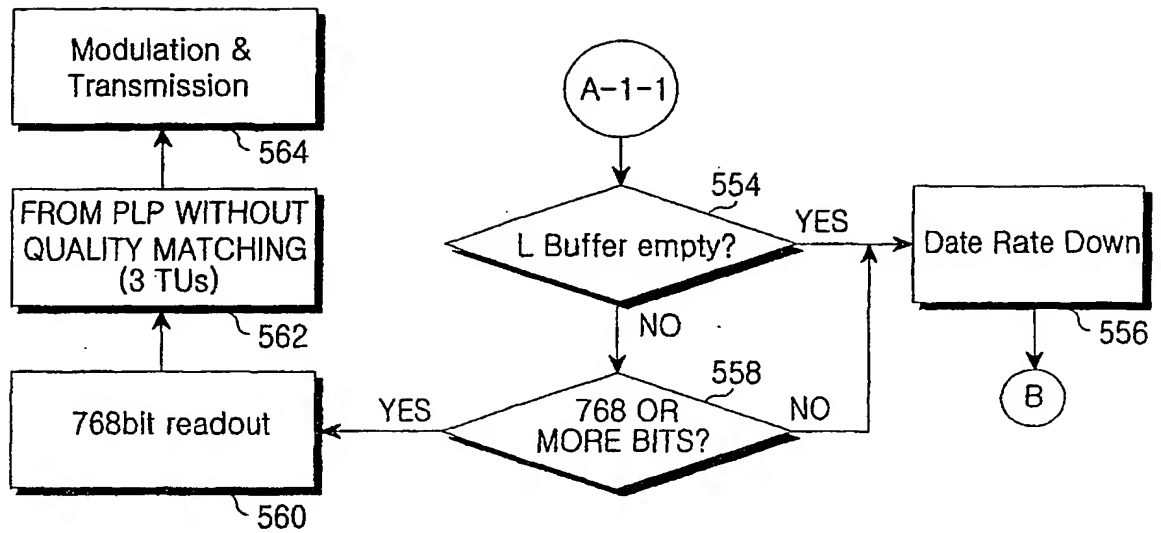 Modulation &
Transmission
564
FROM PLP WITHOUT
QUALITY MATCHING
(3 TUs)
562
768bit readout
560
A-1-1
554
L Buffer empty?
YES
NO
558
768 OR
MORE BITS?
YES
NO
Date Rate Down
556
B